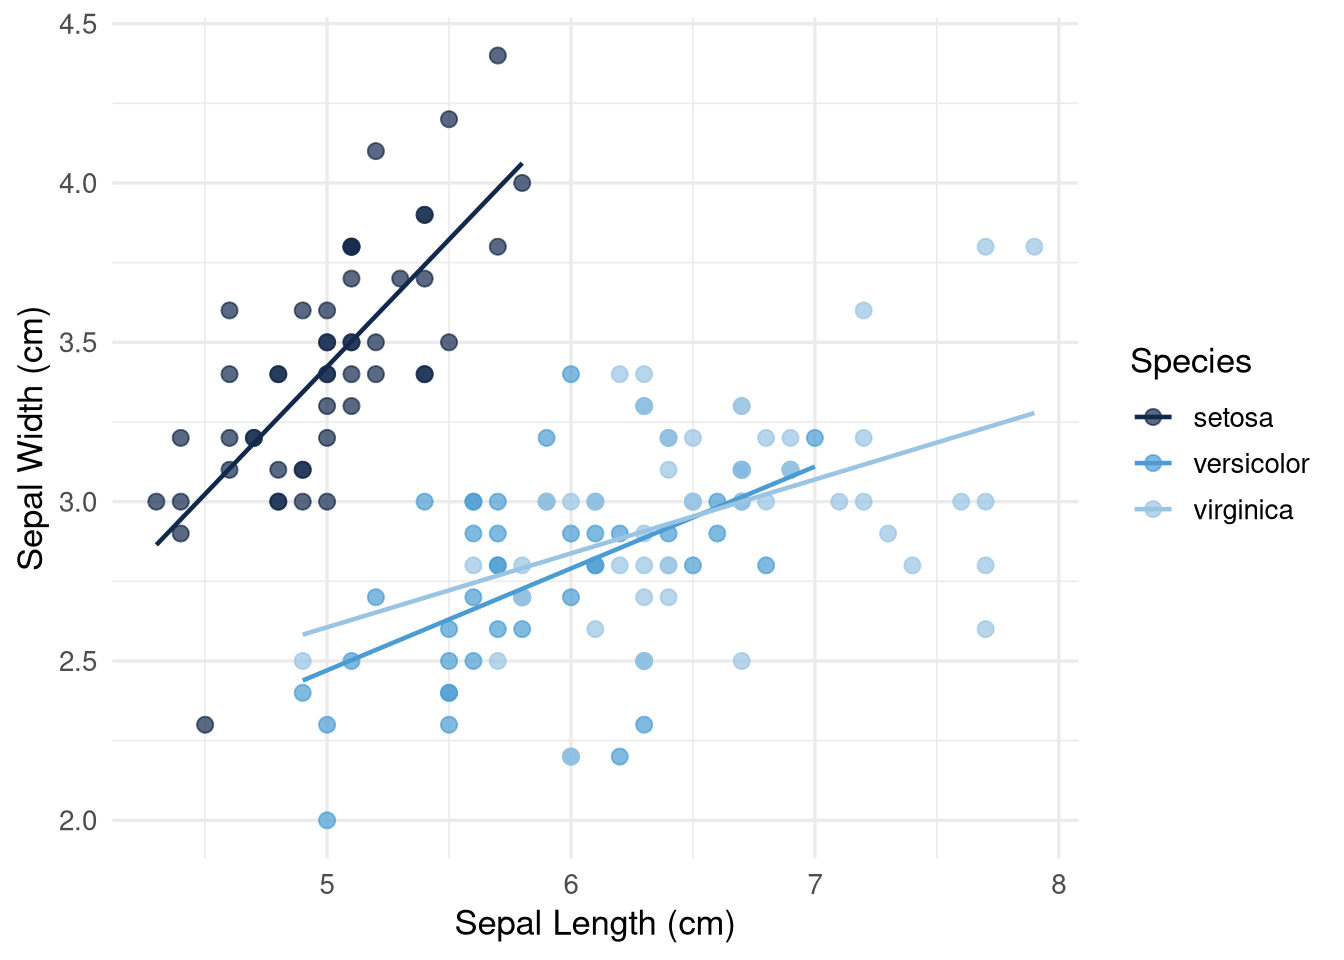 4.5
4.0
3.5
3.0
2.5
2.0
5 6 7 8
Sepal Length (cm)
Sepal Width (cm)
Species
setosa
versicolor
virginica